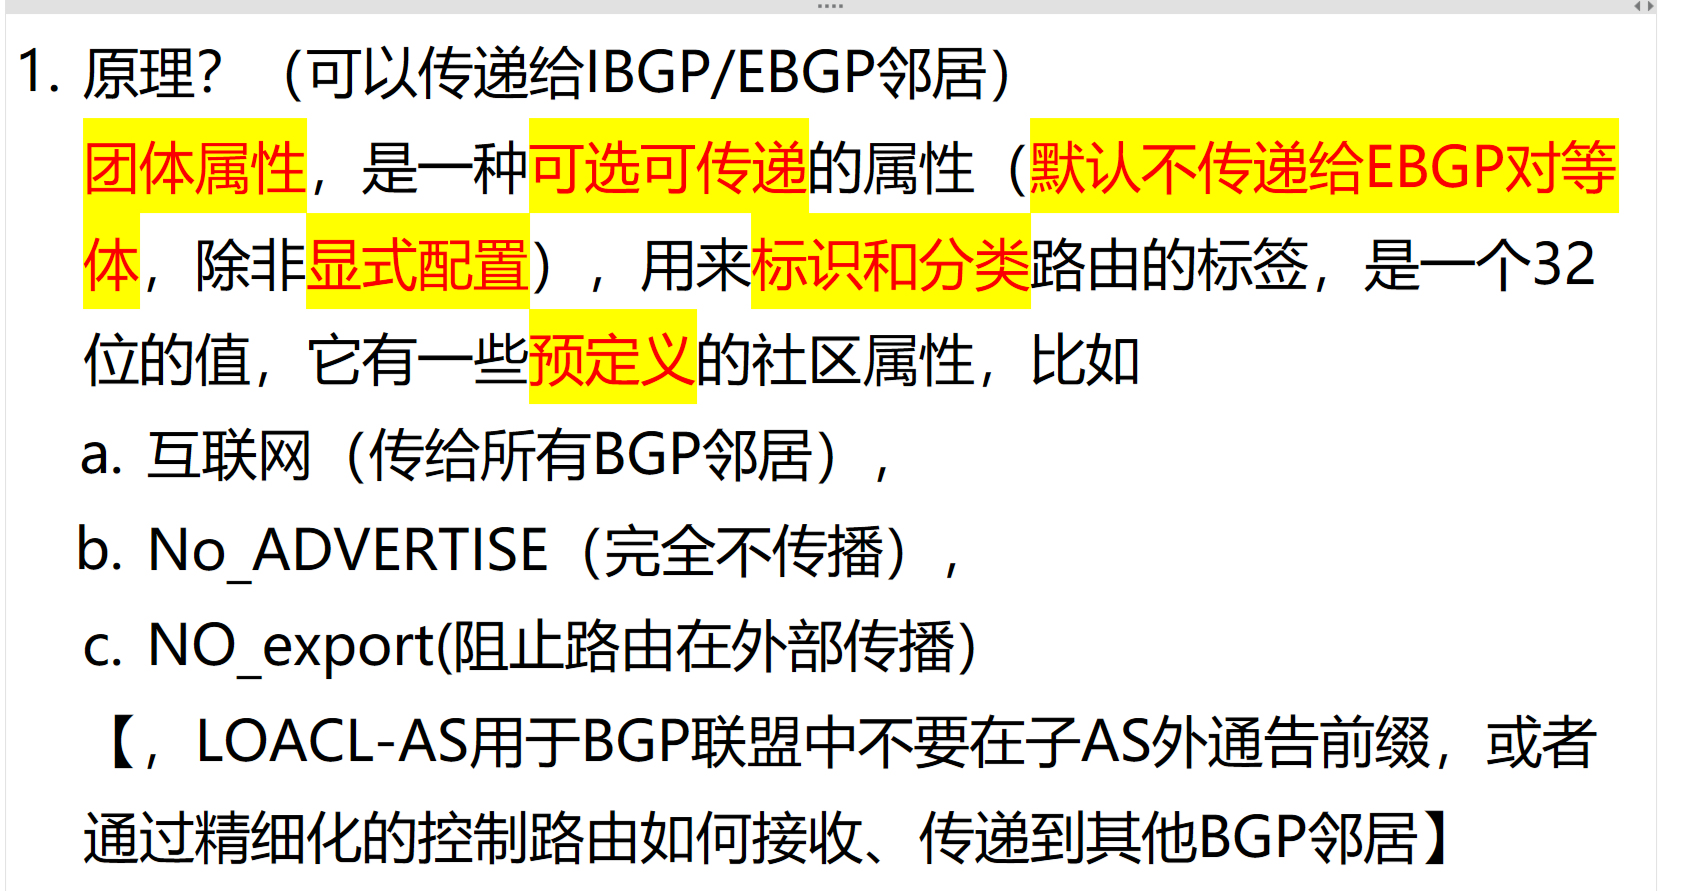 1. 原理？（可以传递给IBGP/EBGP邻居）
团体属性，是一种可选可传递的属性（默认不传递给EBGP对等
体，除非显式配置），用来标识和分类路由的标签，是一个32
位的值，它有一些预定义的社区属性，比如
a. 互联网（传给所有BGP邻居），
b. No_ADVERTISE（完全不传播），
c. NO_export(阻止路由在外部传播）
【，LOACL-AS用于BGP联盟中不要在子AS外通告前缀，或者
通过精细化的控制路由如何接收、传递到其他BGP邻居】